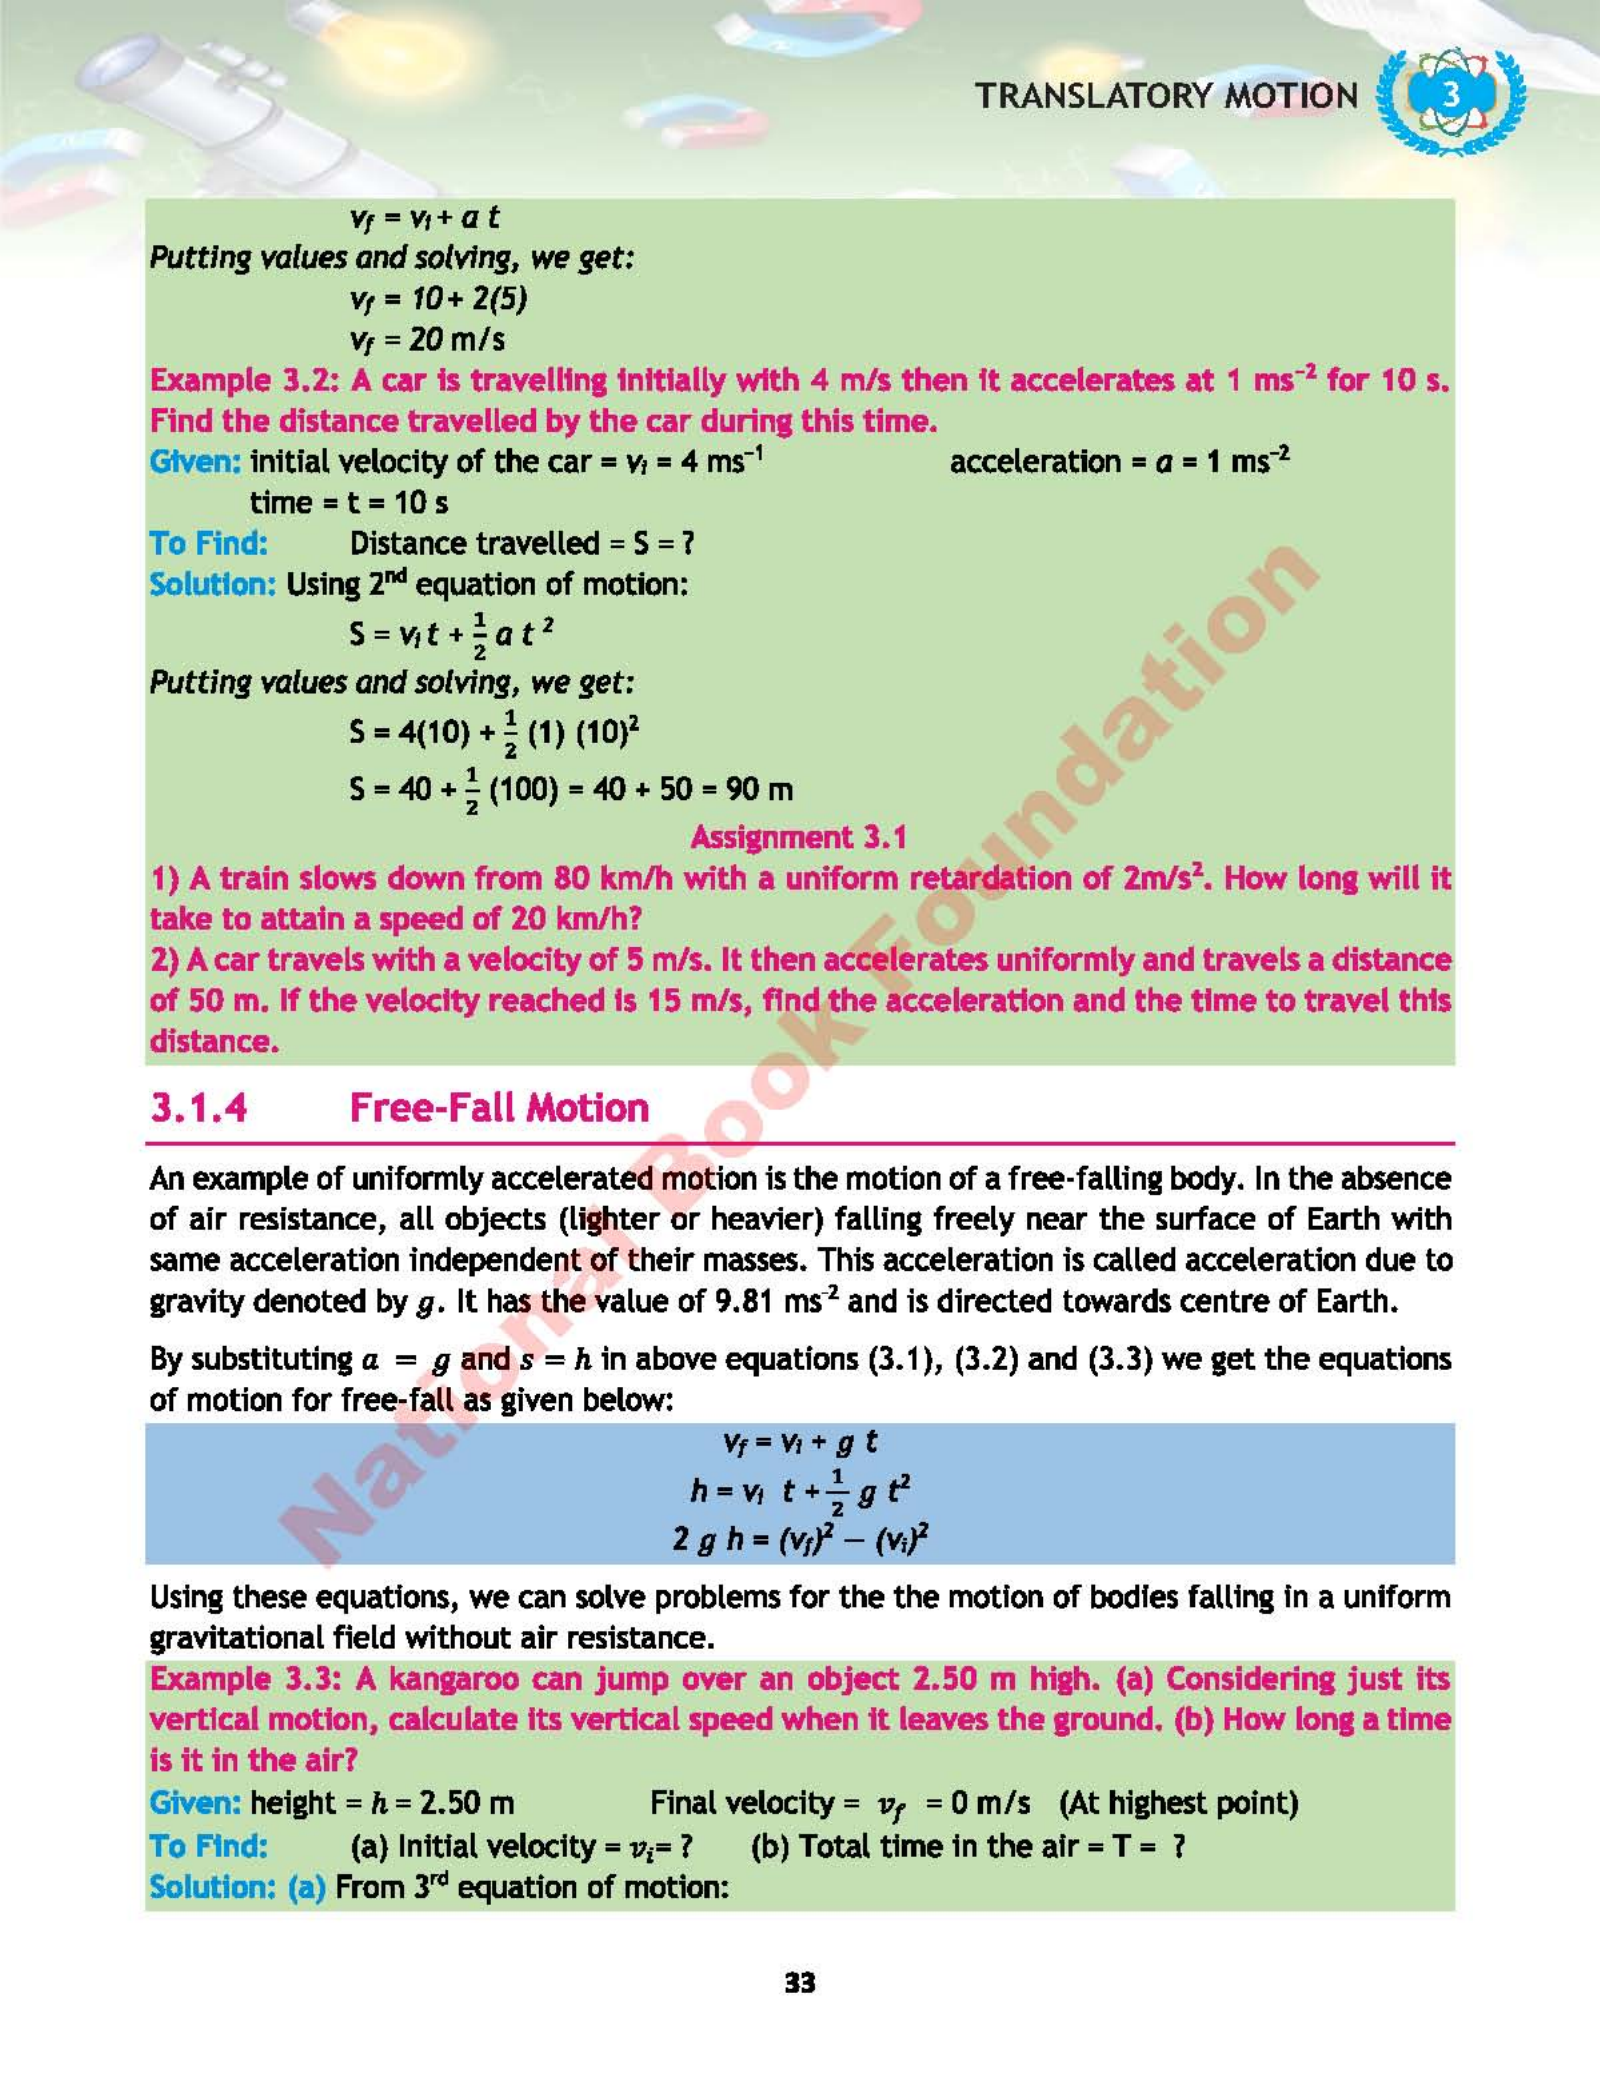 TRANSLATORY MOTION 3
v_f = v_i + a t
Putting values and solving, we get:
v_f = 10+ 2(5)
v_f = 20 m/s
Example 3.2: A car is travelling initially with 4 m/s then it accelerates at 1 ms⁻² for 10 s.
Find the distance travelled by the car during this time.
Given: initial velocity of the car = v_i = 4 ms⁻¹ acceleration = a = 1 ms⁻²
time = t = 10 s
To Find: Distance travelled = S = ?
Solution: Using 2nd equation of motion:
S = v_i t + 1/2 a t²
Putting values and solving, we get:
S = 4(10) + 1/2 (1) (10)²
S = 40 + 1/2 (100) = 40 + 50 = 90 m
Assignment 3.1
1) A train slows down from 80 km/h with a uniform retardation of 2m/s². How long will it
take to attain a speed of 20 km/h?
2) A car travels with a velocity of 5 m/s. It then accelerates uniformly and travels a distance
of 50 m. If the velocity reached is 15 m/s, find the acceleration and the time to travel this
distance.
3.1.4 Free-Fall Motion
An example of uniformly accelerated motion is the motion of a free-falling body. In the absence
of air resistance, all objects (lighter or heavier) falling freely near the surface of Earth with
same acceleration independent of their masses. This acceleration is called acceleration due to
gravity denoted by g. It has the value of 9.81 ms⁻² and is directed towards centre of Earth.
By substituting a = g and s = h in above equations (3.1), (3.2) and (3.3) we get the equations
of motion for free-fall as given below:
v_f = v_i + g t
h = v_i t + 1/2 g t²
2 g h = (v_f)² – (v_i)²
Using these equations, we can solve problems for the the motion of bodies falling in a uniform
gravitational field without air resistance.
Example 3.3: A kangaroo can jump over an object 2.50 m high. (a) Considering just its
vertical motion, calculate its vertical speed when it leaves the ground. (b) How long a time
is it in the air?
Given: height = h = 2.50 m Final velocity = v_f = 0 m/s (At highest point)
To Find: (a) Initial velocity = v_i = ? (b) Total time in the air = T = ?
Solution: (a) From 3rd equation of motion:
33
National Book Foundation